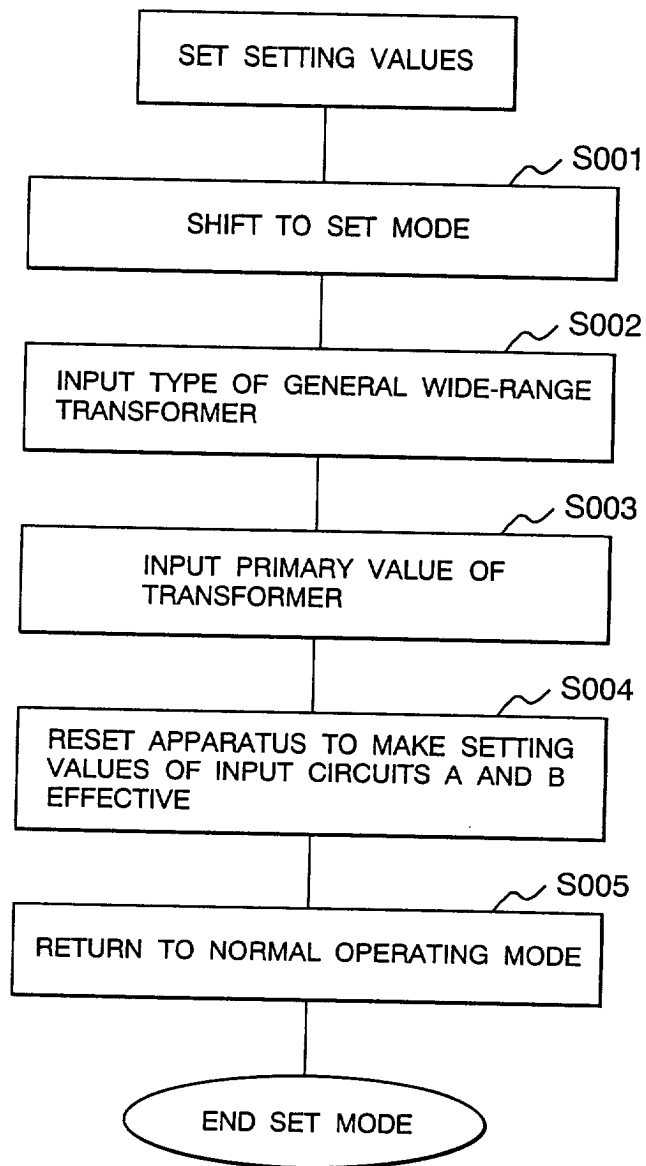 SET SETTING VALUES
S001
SHIFT TO SET MODE
S002
INPUT TYPE OF GENERAL WIDE-RANGE
TRANSFORMER
S003
INPUT PRIMARY VALUE OF
TRANSFORMER
S004
RESET APPARATUS TO MAKE SETTING
VALUES OF INPUT CIRCUITS A AND B
EFFECTIVE
S005
RETURN TO NORMAL OPERATING MODE
END SET MODE